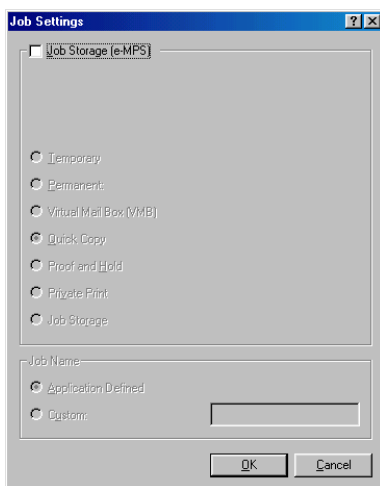 Job Settings
Job Storage (e-MPS)
Temporary
Permanent
Virtual Mail Box (VMB)
Quick Copy
Proof and Hold
Private Print
Job Storage
Job Name
Application Defined
Custom:
OK Cancel